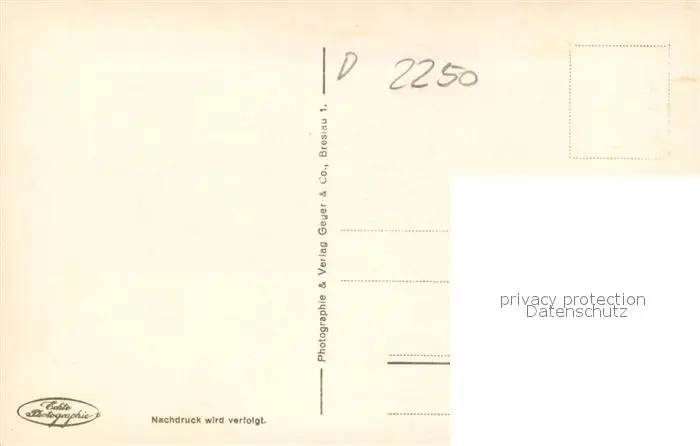 D 2250
Photographie & Verlag Geyer & Co., Breslau 1.
privacy protection
Datenschutz
Echte
Photographie
Nachdruck wird verfolgt.